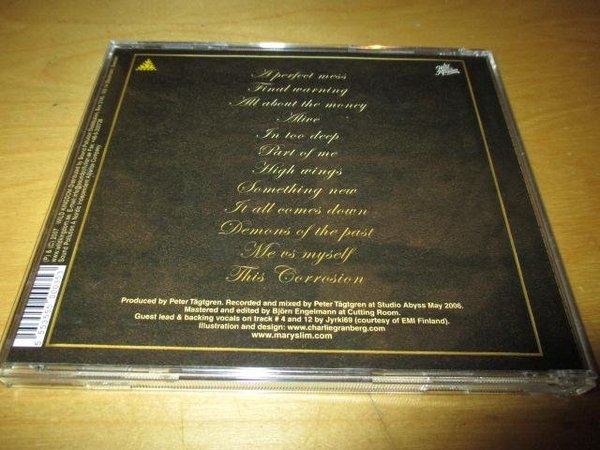 A perfect mess
Final warning
All about the money
Alive
In too deep
Part of me
High wings
Something new
It all comes down
Demons of the past
Me vs myself
This Corrosion
Produced by Peter Tägtgren. Recorded and mixed by Peter Tägtgren at Studio Abyss May 2006.
Mastered and edited by Björn Engelmann at Cutting Room.
Guest lead & backing vocals on track # 4 and 12 by Jyrki69 (courtesy of EMI Finland).
Illustration and design: www.charliegranberg.com
www.maryslim.com
(P) & (C) 2007 WILD KINGDOM